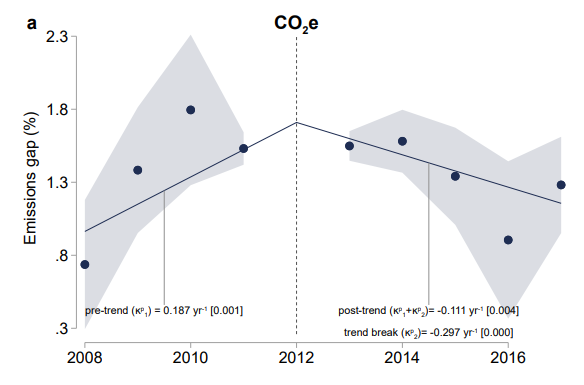 a
CO₂e
Emissions gap (%)
2.3
1.8
1.3
.8
.3
pre-trend (κᵖ₁) = 0.187 yr⁻¹ [0.001]
post-trend (κᵖ₁+κᵖ₂)= -0.111 yr⁻¹ [0.004]
trend break (κᵖ₂)= -0.297 yr⁻¹ [0.000]
2008 2010 2012 2014 2016